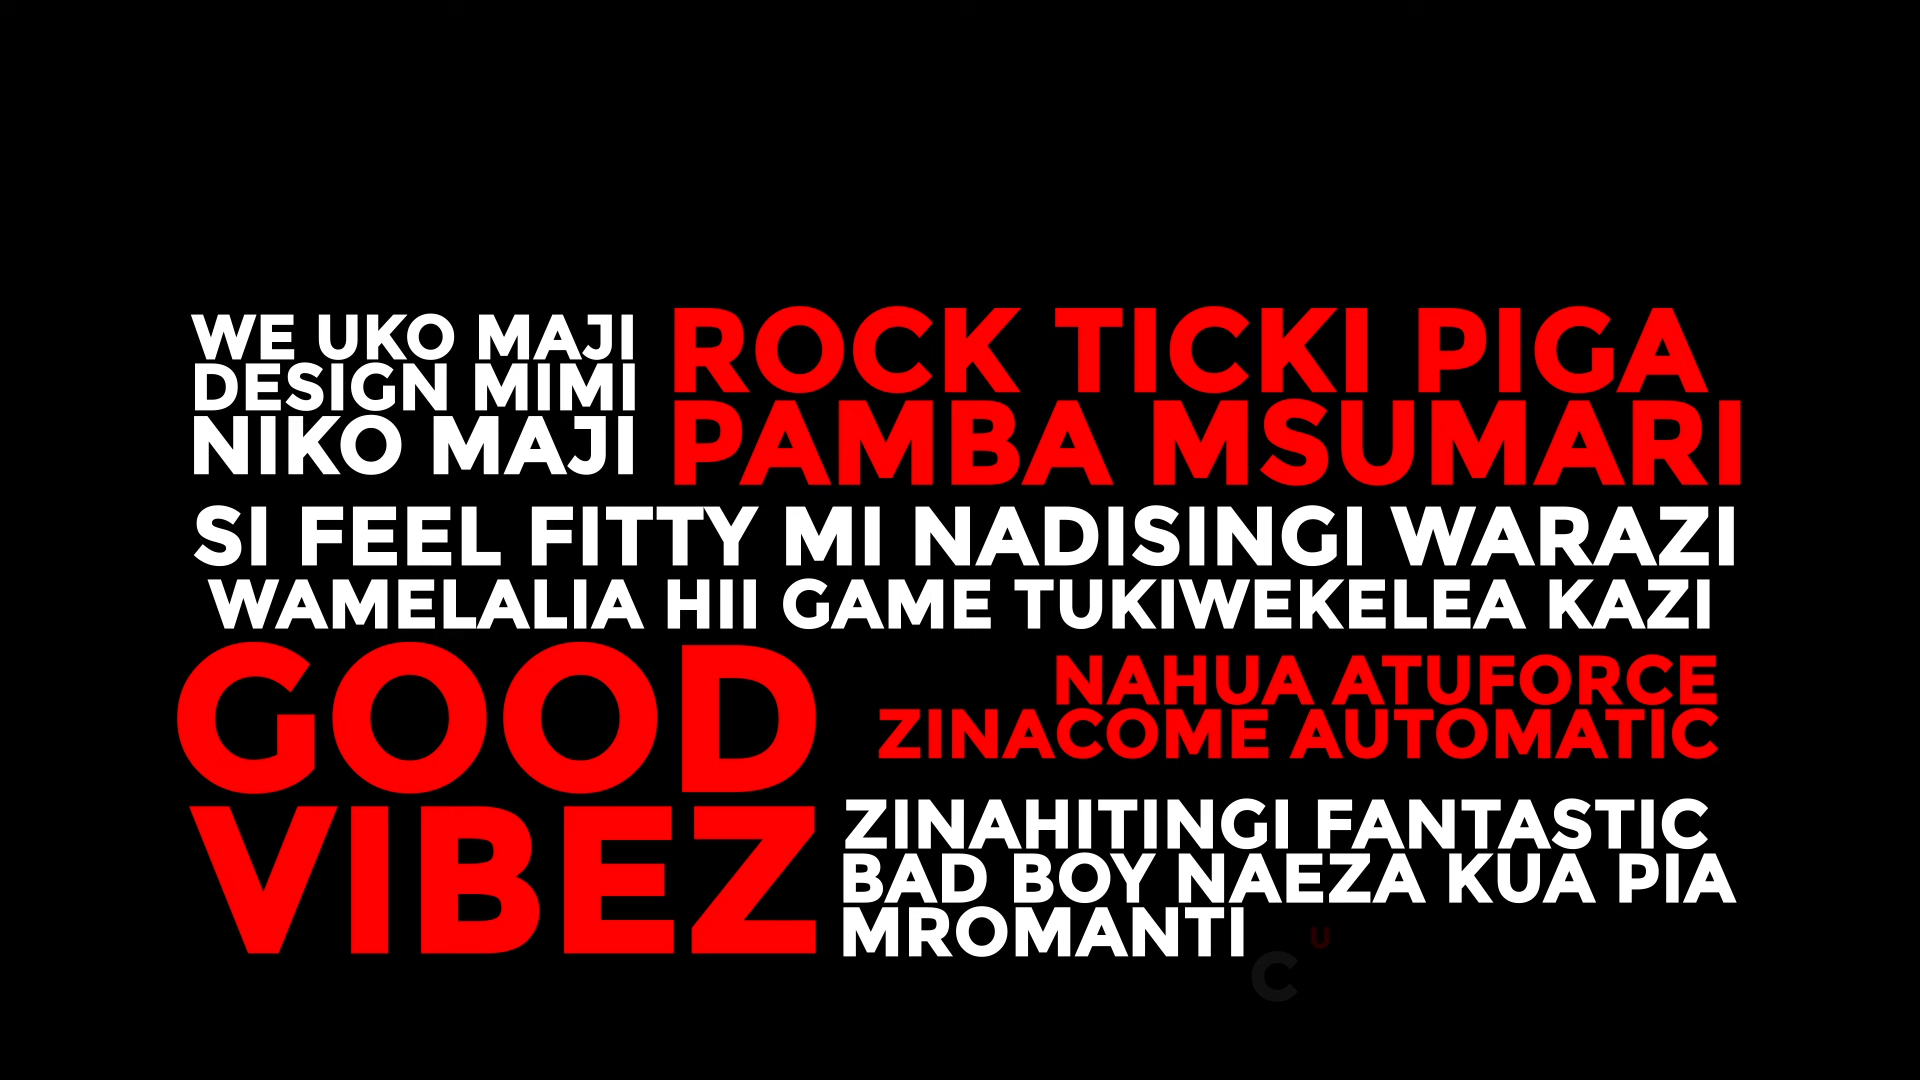 WE UKO MAJI
DESIGN MIMI
NIKO MAJI
ROCK TICKI PIGA
PAMBA MSUMARI
SI FEEL FITTY MI NADISINGI WARAZI
WAMELALIA HII GAME TUKIWEKELEA KAZI
GOOD
VIBEZ
NAHUA ATUFORCE
ZINACOME AUTOMATIC
ZINAHITINGI FANTASTIC
BAD BOY NAEZA KUA PIA
MROMANTI
C
U